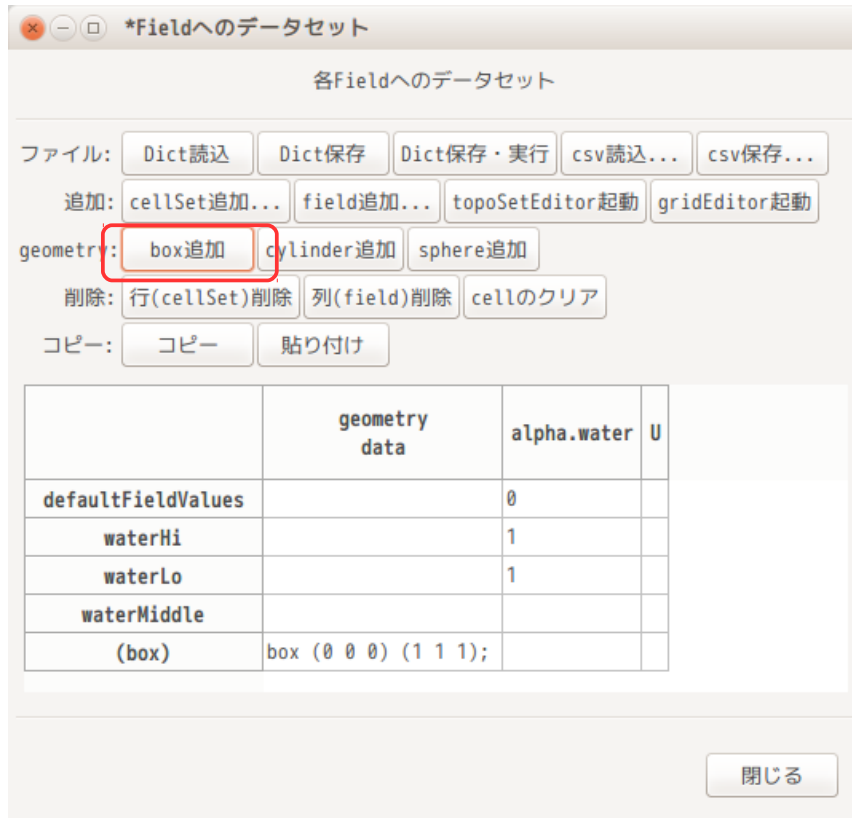 *Fieldへのデータセット
各Fieldへのデータセット
ファイル: Dict読込 Dict保存 Dict保存・実行 csv読込... csv保存...
追加: cellSet追加... field追加... topoSetEditor起動 gridEditor起動
geometry: box追加 cylinder追加 sphere追加
削除: 行(cellSet)削除 列(field)削除 cellのクリア
コピー: コピー 貼り付け
geometry
data alpha.water U
defaultFieldValues 0
waterHi 1
waterLo 1
waterMiddle
(box) box (0 0 0) (1 1 1);
閉じる